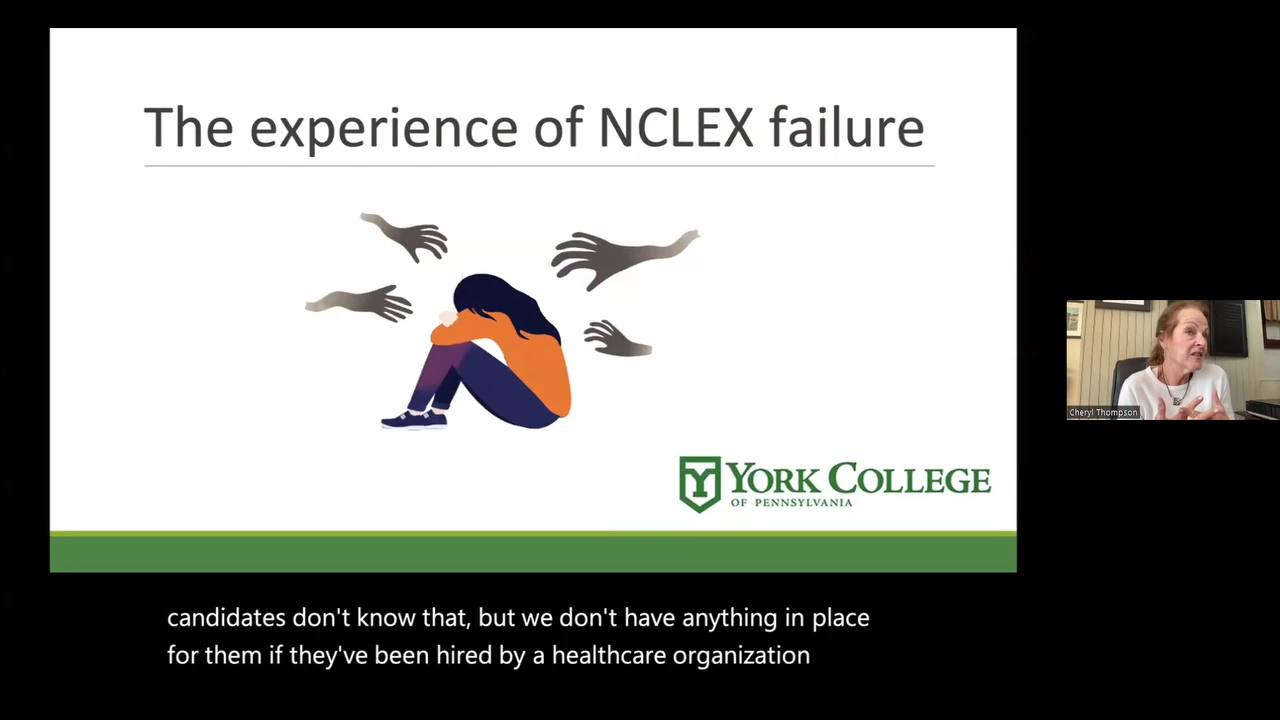 The experience of NCLEX failure
Y YORK COLLEGE
OF PENNSYLVANIA
Cheryl Thompson
candidates don't know that, but we don't have anything in place
for them if they've been hired by a healthcare organization